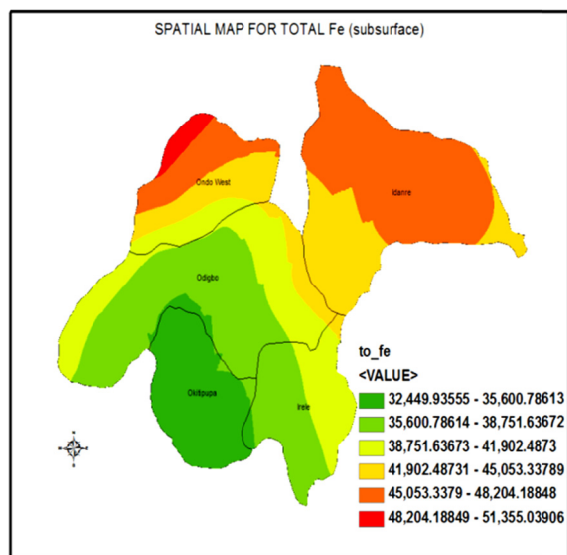 SPATIAL MAP FOR TOTAL Fe (subsurface)
Ondo West
Idanre
Odigbo
Okitipupa
Irele
to_fe
<VALUE>
32,449.93555 - 35,600.78613
35,600.78614 - 38,751.63672
38,751.63673 - 41,902.4873
41,902.48731 - 45,053.33789
45,053.3379 - 48,204.18848
48,204.18849 - 51,355.03906